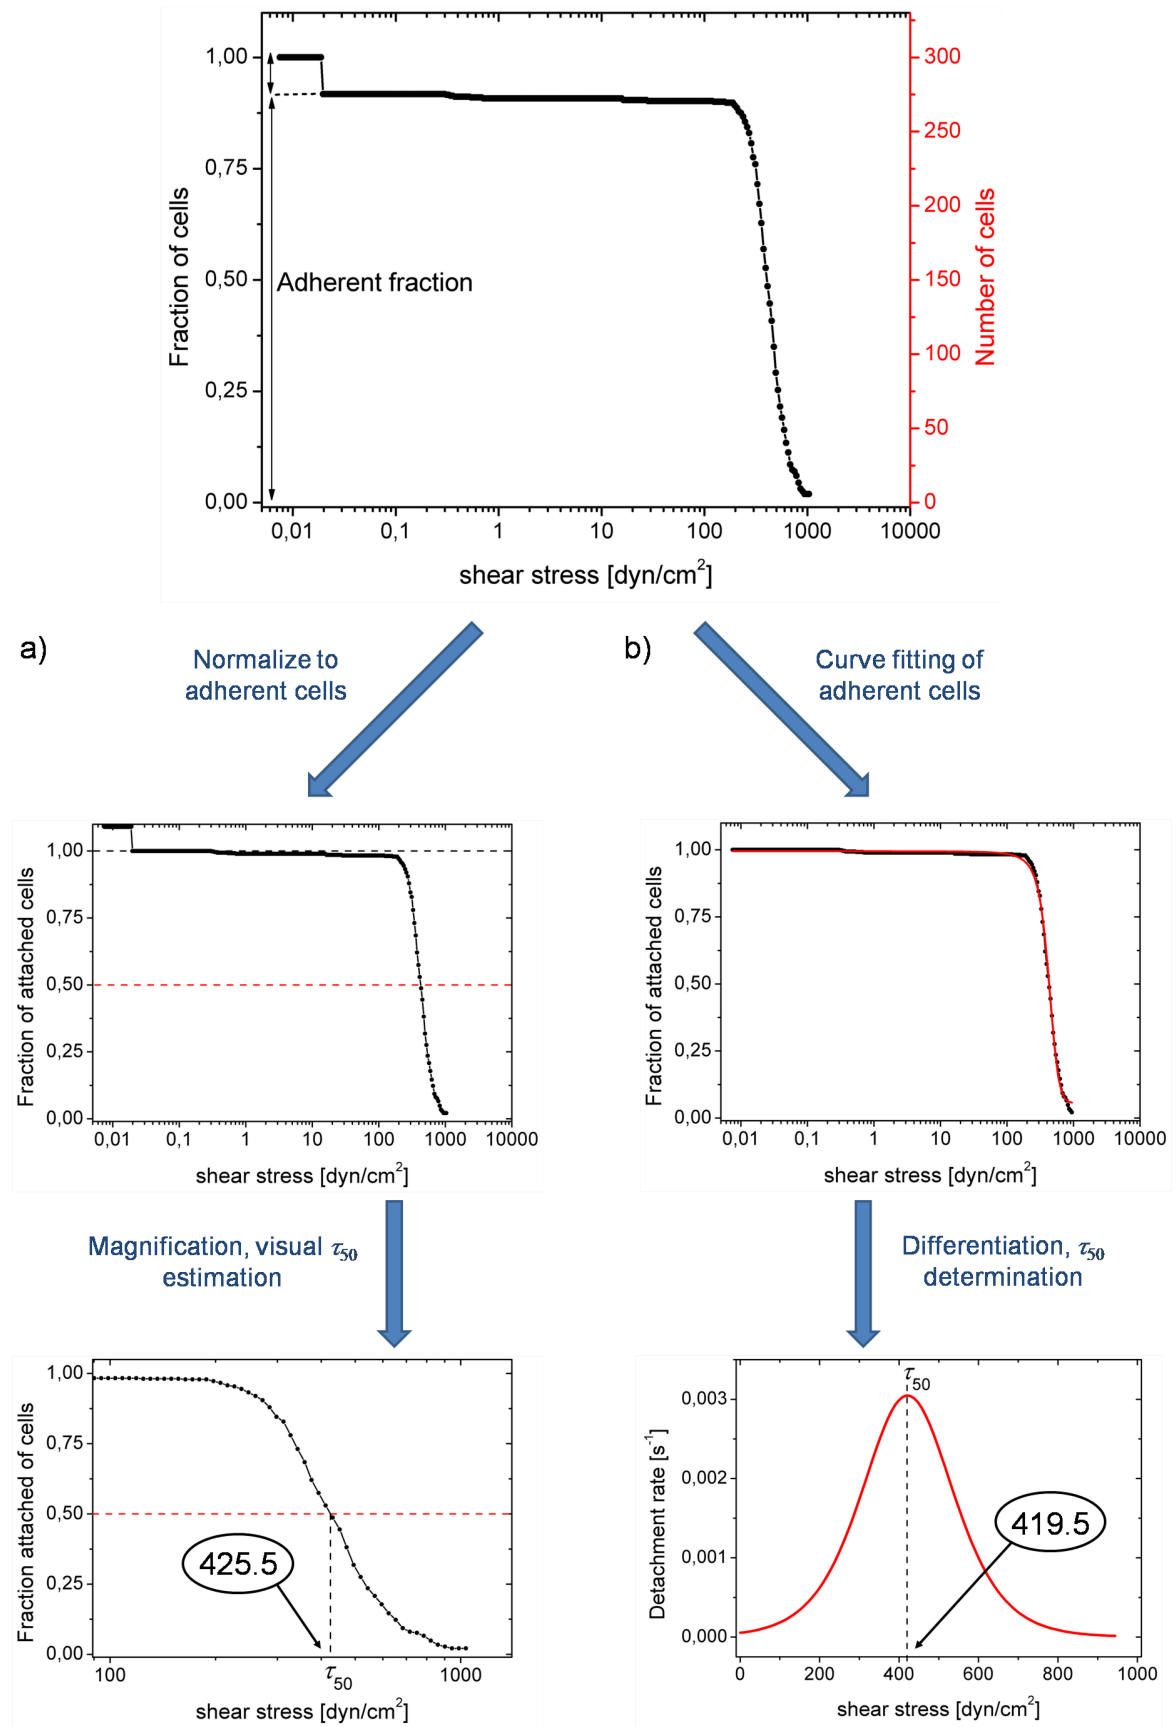 1,00
0,75
0,50
0,25
0,00
Fraction of cells
Adherent fraction
300
250
200
150
100
50
0
Number of cells
0,01 0,1 1 10 100 1000 10000
shear stress [dyn/cm²]
a)
Normalize to
adherent cells
b)
Curve fitting of
adherent cells
1,00
0,75
0,50
0,25
0,00
Fraction of attached cells
0,01 0,1 1 10 100 1000 10000
shear stress [dyn/cm²]
1,00
0,75
0,50
0,25
0,00
Fraction of attached cells
0,01 0,1 1 10 100 1000 10000
shear stress [dyn/cm²]
Magnification, visual τ50
estimation
Differentiation, τ50
determination
1,00
0,75
0,50
0,25
0,00
Fraction attached of cells
425.5
100 τ50 1000
shear stress [dyn/cm²]
τ50
0,003
0,002
0,001
0,000
Detachment rate [s⁻¹]
419.5
0 200 400 600 800 1000
shear stress [dyn/cm²]